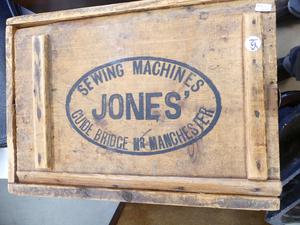 SEWING MACHINES
JONES'
GUIDE BRIDGE NR MANCHESTER